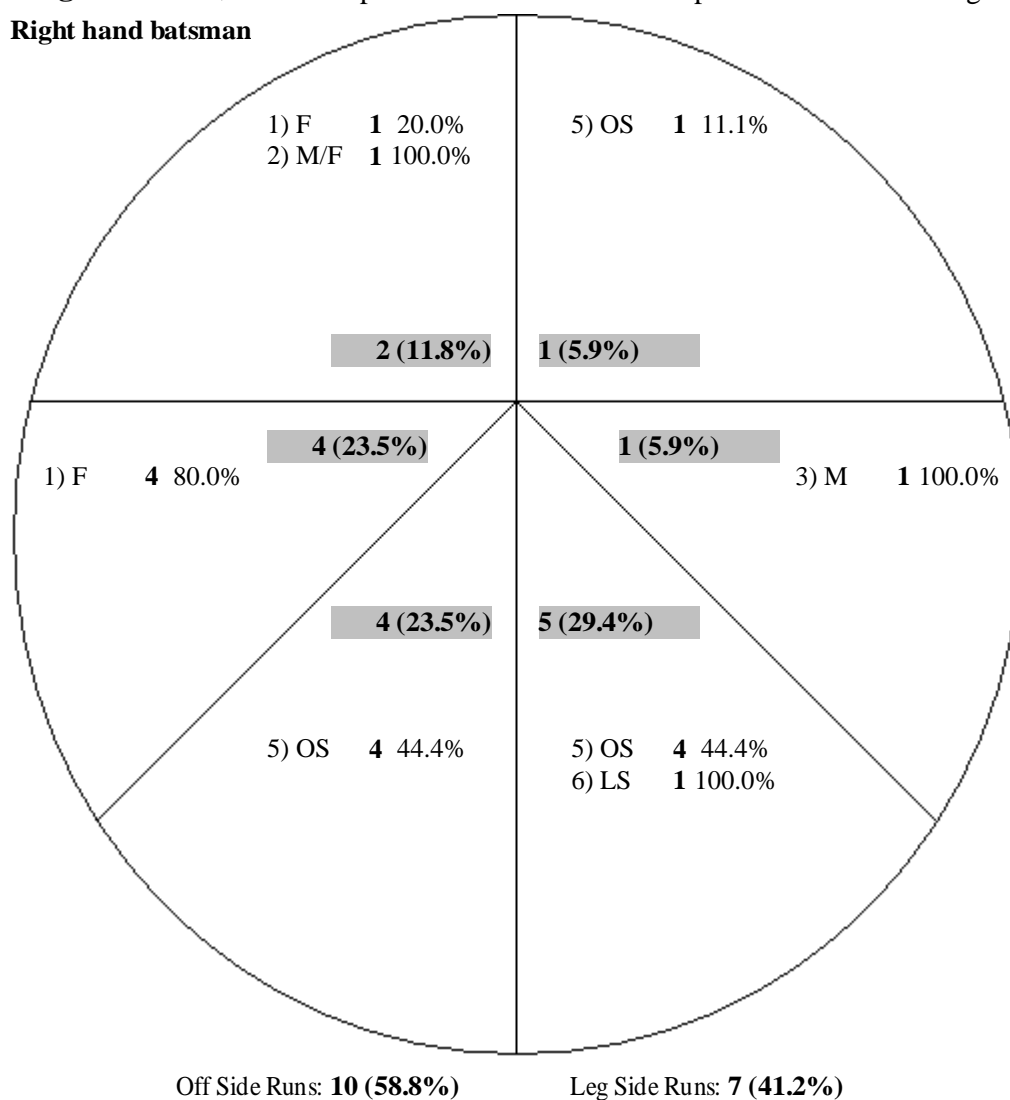 Right hand batsman
1) F 1 20.0% 5) OS 1 11.1%
2) M/F 1 100.0%
2 (11.8%) 1 (5.9%)
4 (23.5%) 1 (5.9%)
1) F 4 80.0% 3) M 1 100.0%
4 (23.5%) 5 (29.4%)
5) OS 4 44.4% 5) OS 4 44.4%
6) LS 1 100.0%
Off Side Runs: 10 (58.8%) Leg Side Runs: 7 (41.2%)